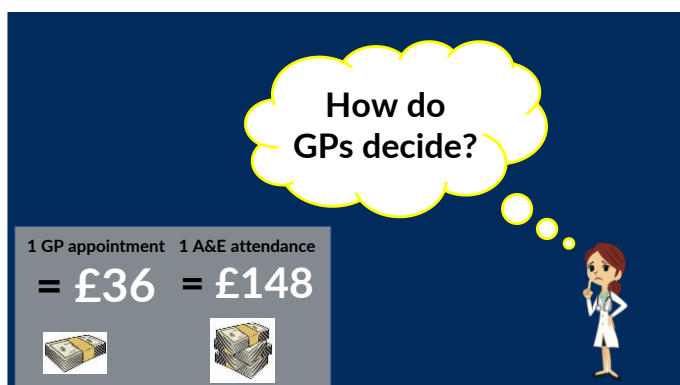 How do
GPs decide?
1 GP appointment 1 A&E attendance
= £36 = £148